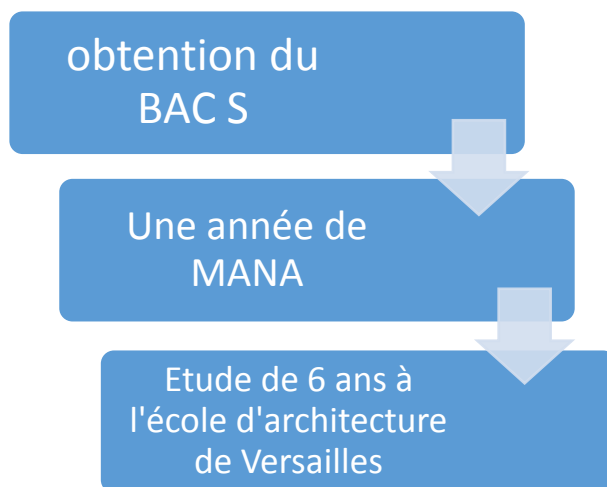 obtention du
BAC S
Une année de
MANA
Etude de 6 ans à
l'école d'architecture
de Versailles